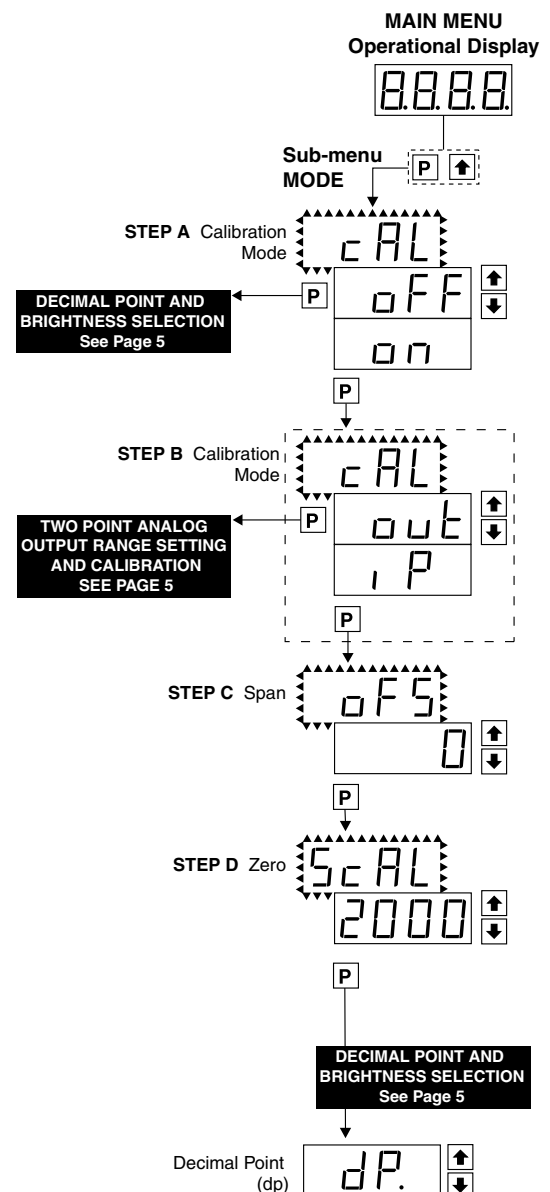 MAIN MENU
Operational Display
8.8.8.8.
Sub-menu
MODE
P
STEP A Calibration
Mode
cAL
P
oFF
on
DECIMAL POINT AND
BRIGHTNESS SELECTION
See Page 5
P
STEP B Calibration
Mode
cAL
P
out
iP
TWO POINT ANALOG
OUTPUT RANGE SETTING
AND CALIBRATION
SEE PAGE 5
P
STEP C Span
oFS
0
P
STEP D Zero
ScAL
2000
P
DECIMAL POINT AND
BRIGHTNESS SELECTION
See Page 5
Decimal Point
(dp)
dP.